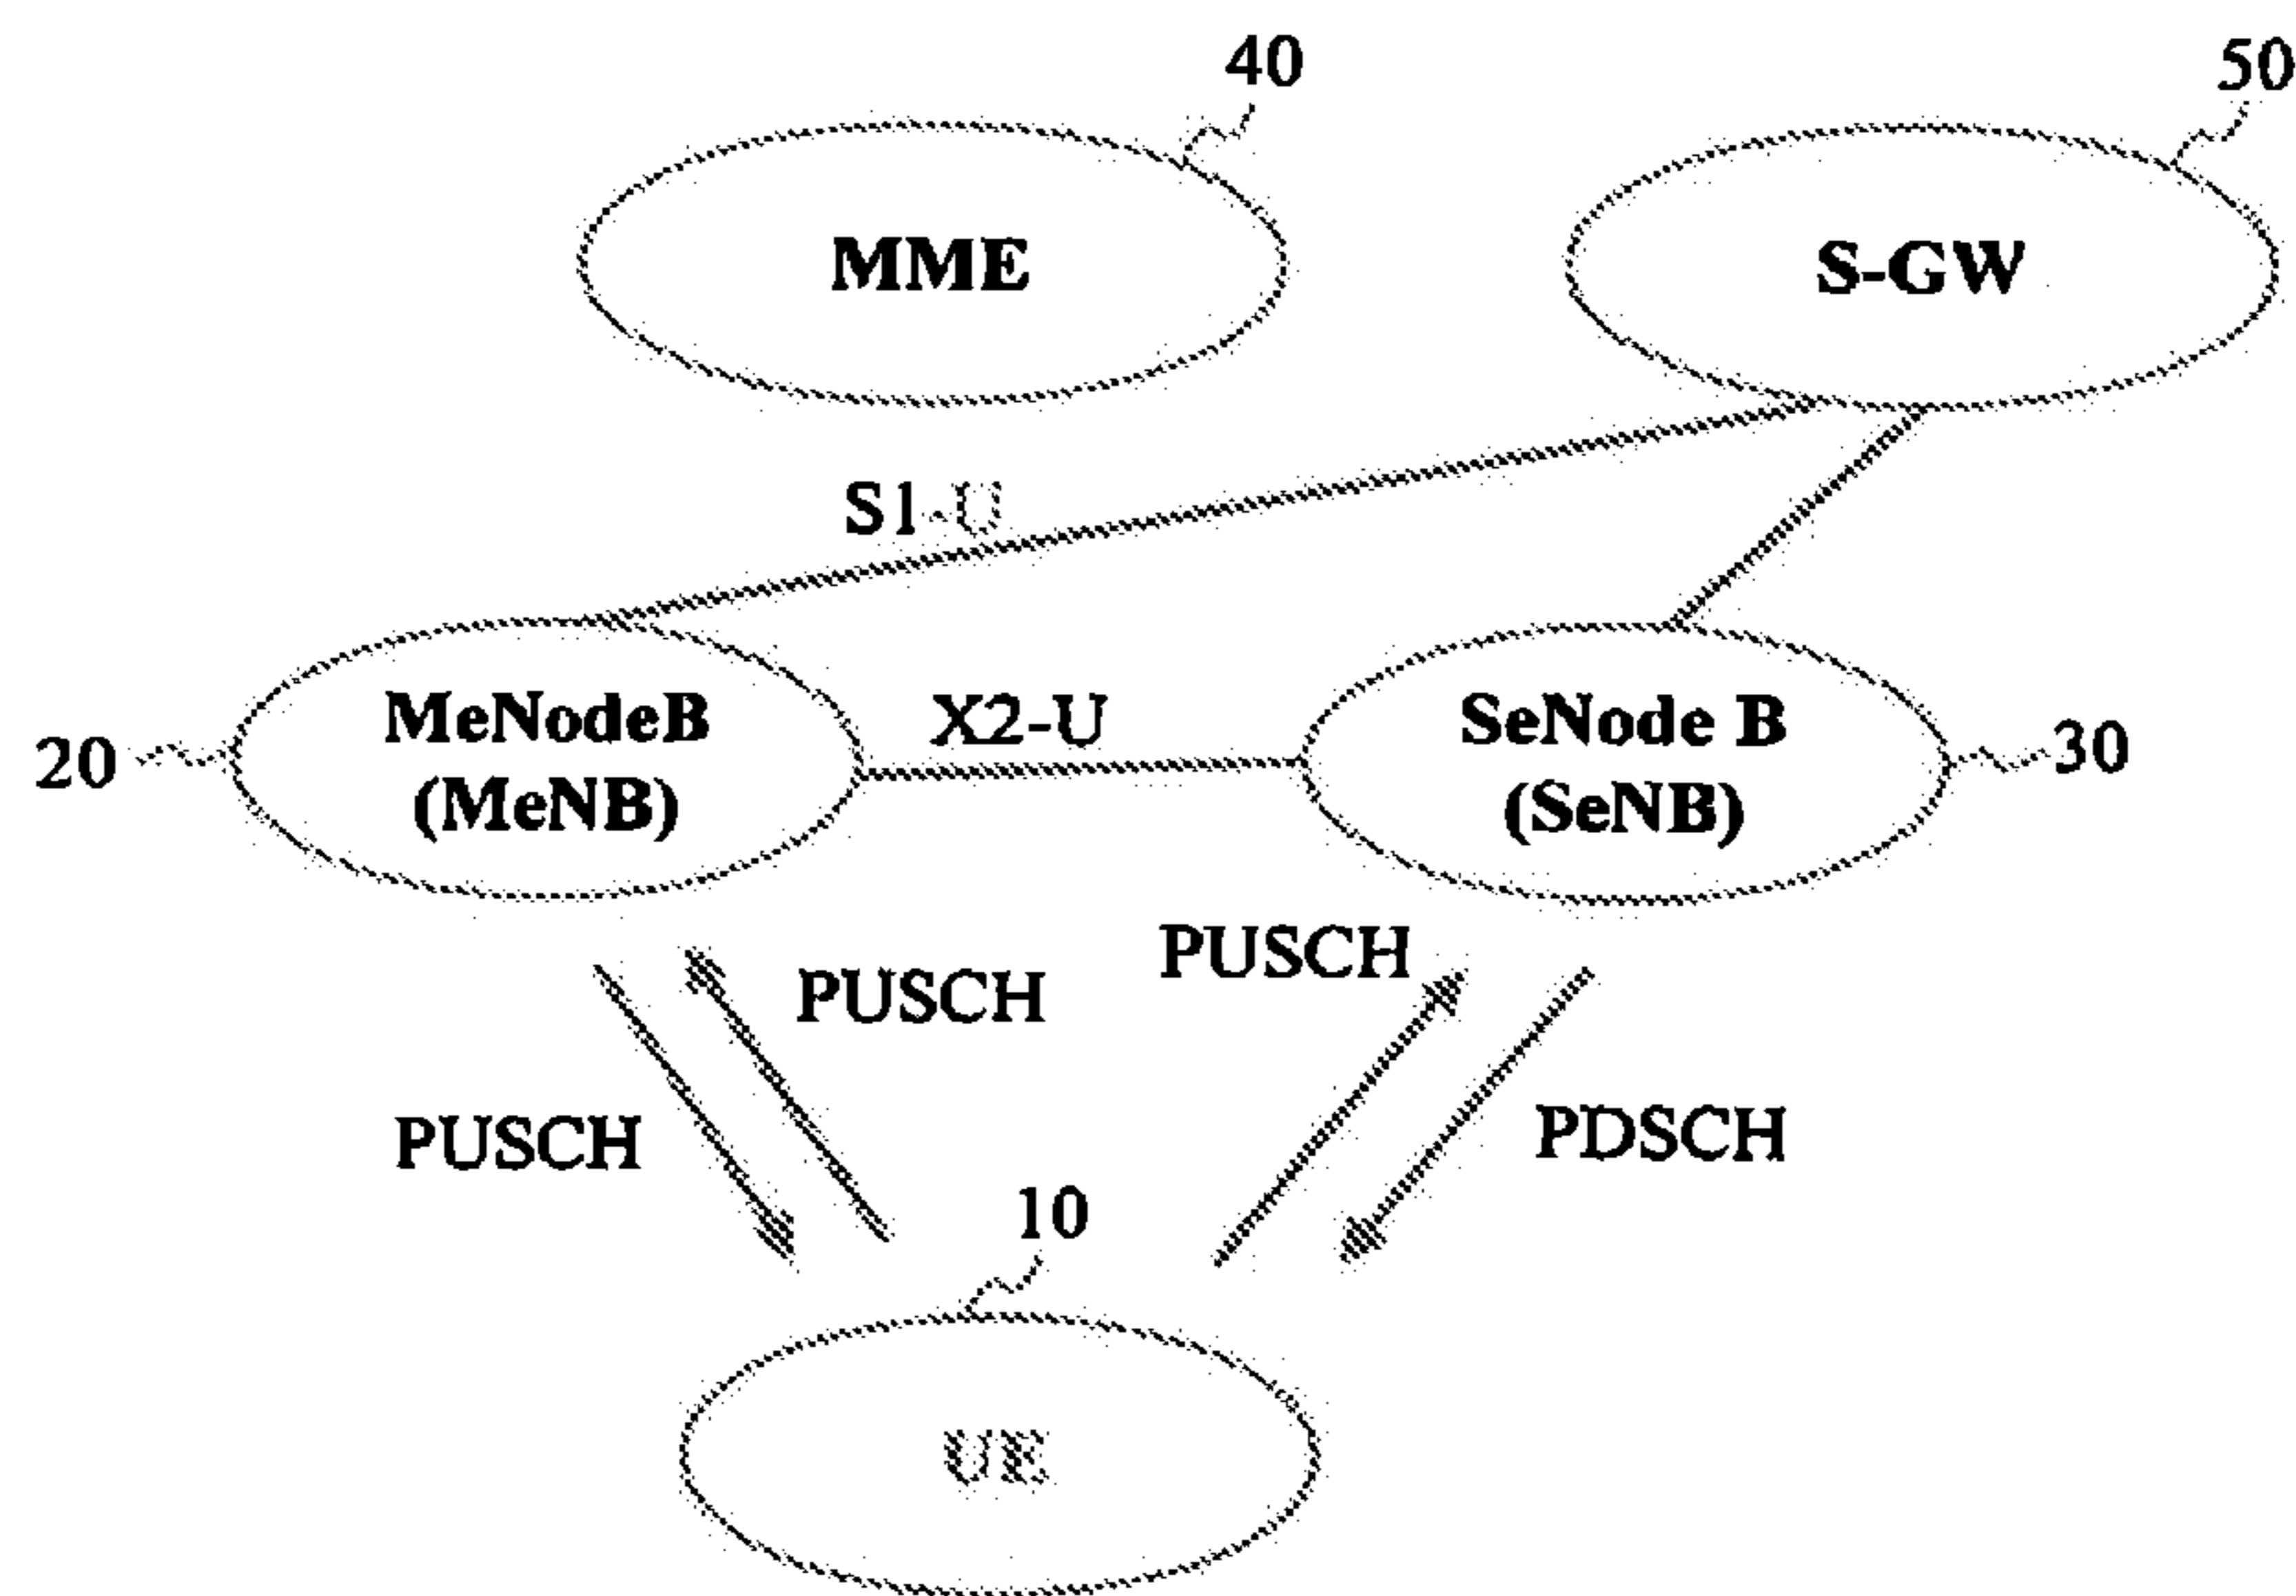 40
50
MME
S-GW
S1-U
MeNodeB
(MeNB)
X2-U
SeNode B
(SeNB)
20
30
PUSCH
PUSCH
PUSCH
PDSCH
10
UE